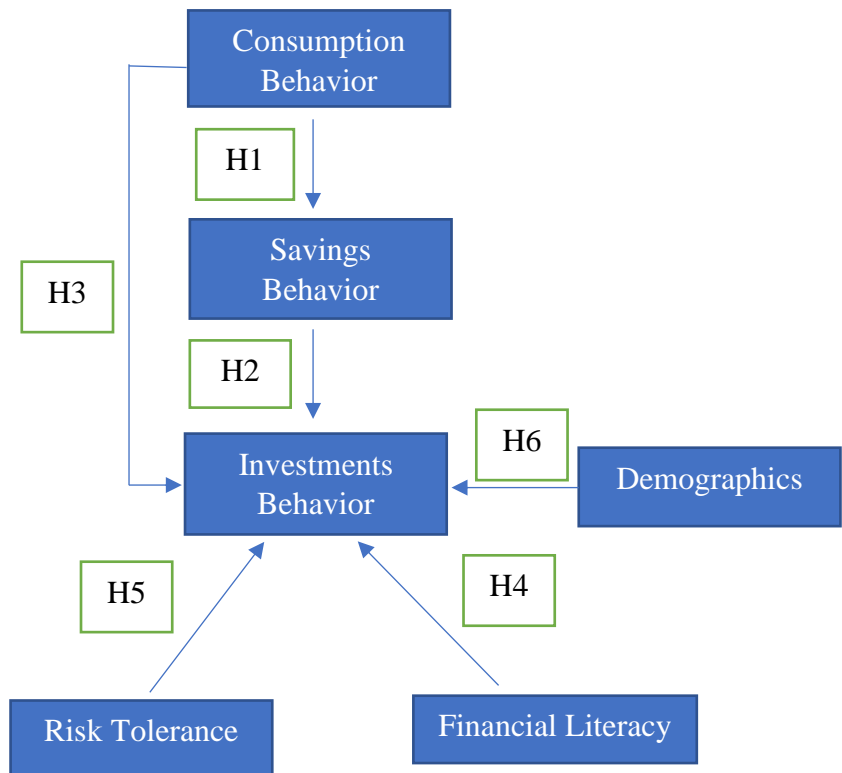 Consumption
Behavior
H1
Savings
Behavior
H3
H2
Investments
Behavior
H6
Demographics
H5
H4
Risk Tolerance
Financial Literacy